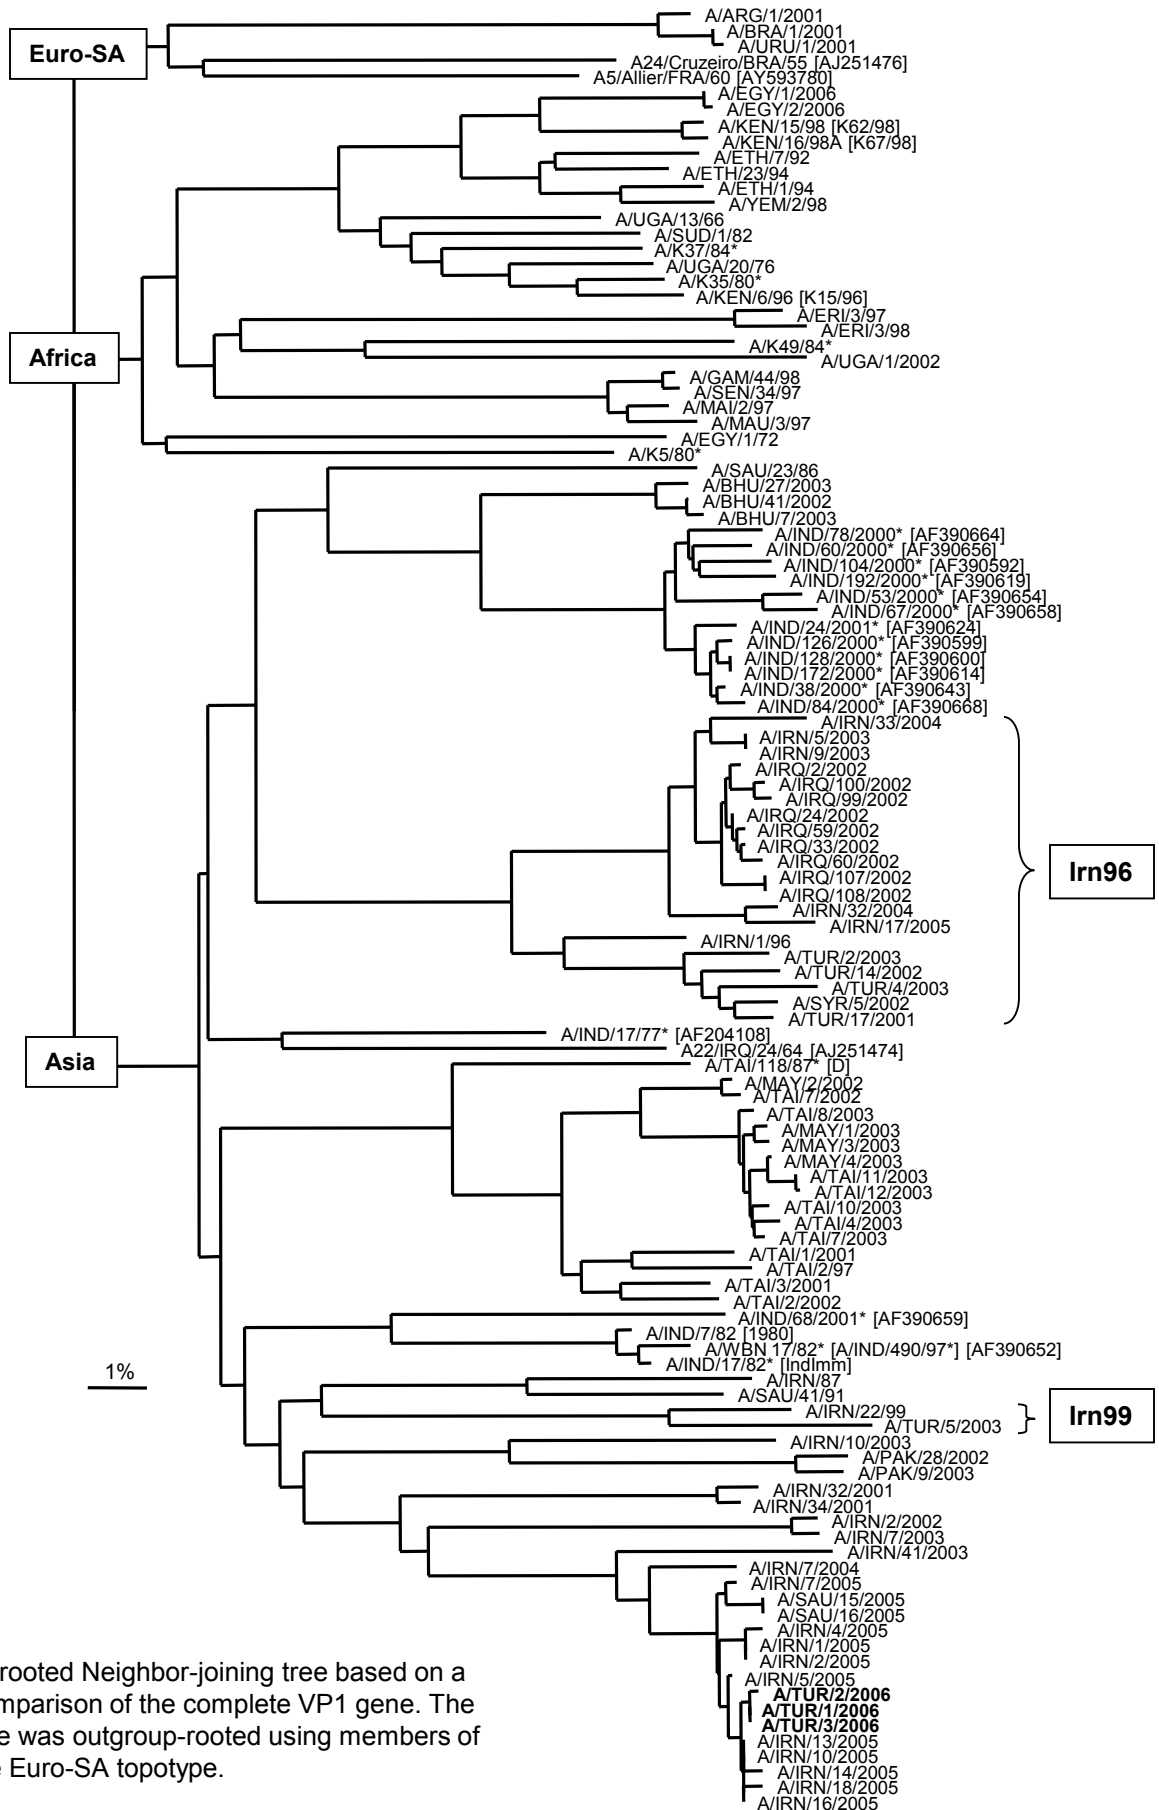 A/ARG/1/2001
A/BRA/1/2001
A/URU/1/2001
Euro-SA
A24/Cruzeiro/BRA/55 [AJ251476]
A5/Allier/FRA/60 [AY593780]
A/EGY/1/2006
A/EGY/2/2006
A/KEN/15/98 [K62/98]
A/KEN/16/98A [K67/98]
A/ETH/7/92
A/ETH/23/94
A/ETH/1/94
A/YEM/2/98
A/UGA/13/66
A/SUD/1/82
A/K37/84*
A/UGA/20/76
A/K35/80*
A/KEN/6/96 [K15/96]
A/ERI/3/97
A/ERI/3/98
A/K49/84*
Africa
A/UGA/1/2002
A/GAM/44/98
A/SEN/34/97
A/MAI/2/97
A/MAU/3/97
A/EGY/1/72
A/K5/80*
A/SAU/23/86
A/BHU/27/2003
A/BHU/41/2002
A/BHU/7/2003
A/IND/78/2000* [AF390664]
A/IND/60/2000* [AF390656]
A/IND/104/2000* [AF390592]
A/IND/192/2000* [AF390619]
A/IND/53/2000* [AF390654]
A/IND/67/2000* [AF390658]
A/IND/24/2001* [AF390624]
A/IND/126/2000* [AF390599]
A/IND/128/2000* [AF390600]
A/IND/172/2000* [AF390614]
A/IND/38/2000* [AF390643]
A/IND/84/2000* [AF390668]
A/IRN/33/2004
A/IRN/5/2003
A/IRN/9/2003
A/IRQ/2/2002
A/IRQ/100/2002
A/IRQ/99/2002
A/IRQ/24/2002
A/IRQ/59/2002
A/IRQ/33/2002
A/IRQ/60/2002
Irn96
A/IRQ/107/2002
A/IRQ/108/2002
A/IRN/32/2004
A/IRN/17/2005
A/IRN/1/96
A/TUR/2/2003
A/TUR/14/2002
A/TUR/4/2003
A/SYR/5/2002
A/TUR/17/2001
A/IND/17/77* [AF204108]
A22/IRQ/24/64 [AJ251474]
Asia
A/TAI/118/87* [D]
A/MAY/2/2002
A/TAI/7/2002
A/TAI/8/2003
A/MAY/1/2003
A/MAY/3/2003
A/MAY/4/2003
A/TAI/11/2003
A/TAI/12/2003
A/TAI/10/2003
A/TAI/4/2003
A/TAI/7/2003
A/TAI/1/2001
A/TAI/2/97
A/TAI/3/2001
A/TAI/2/2002
A/IND/68/2001* [AF390659]
A/IND/7/82 [1980]
A/WBN 17/82* [A/IND/490/97*] [AF390652]
A/IND/17/82* [IndImm]
1%
A/IRN/87
A/SAU/41/91
A/IRN/22/99
Irn99
A/TUR/5/2003
A/IRN/10/2003
A/PAK/28/2002
A/PAK/9/2003
A/IRN/32/2001
A/IRN/34/2001
A/IRN/2/2002
A/IRN/7/2003
A/IRN/41/2003
A/IRN/7/2004
A/IRN/7/2005
A/SAU/15/2005
A/SAU/16/2005
A/IRN/4/2005
A/IRN/1/2005
A/IRN/2/2005
A/IRN/5/2005
A/TUR/2/2006
A/TUR/1/2006
A/TUR/3/2006
A/IRN/13/2005
A/IRN/10/2005
A/IRN/14/2005
A/IRN/18/2005
A/IRN/16/2005
rooted Neighbor-joining tree based on a
mparison of the complete VP1 gene. The
e was outgroup-rooted using members of
e Euro-SA topotype.